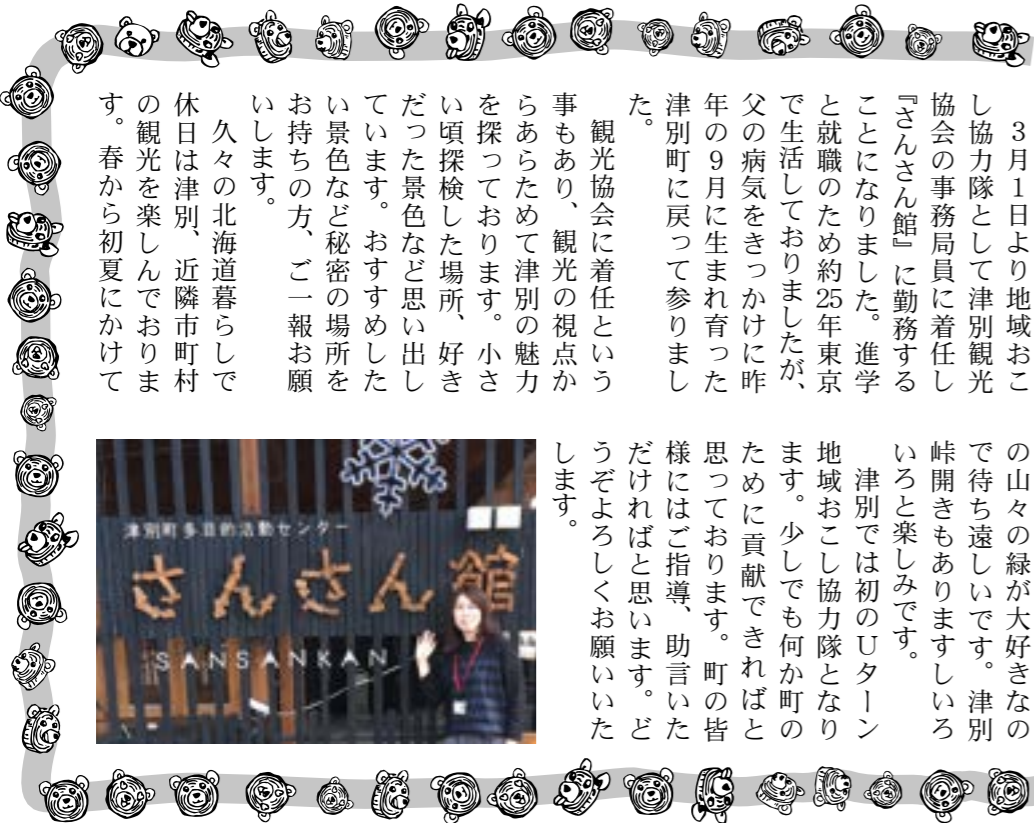 ３月１日より地域おこ
し協力隊として津別観光
協会の事務局員に着任し
『さんさん館』に勤務する
ことになりました。進学
と就職のため約25年東京
で生活しておりましたが、
父の病気をきっかけに昨
年の９月に生まれ育った
津別町に戻って参りまし
た。
　観光協会に着任という
事もあり、観光の視点か
らあらためて津別の魅力
を探っております。小さ
い頃探検した場所、好き
だった景色など思い出し
ています。おすすめした
い景色など秘密の場所を
お持ちの方、ご一報お願
いします。
　久々の北海道暮らしで
休日は津別、近隣市町村
の観光を楽しんでおりま
す。春から初夏にかけて
の山々の緑が大好きなの
で待ち遠しいです。津別
峠開きもありますしいろ
いろと楽しみです。
　津別では初のＵターン
地域おこし協力隊となり
ます。少しでも何か町の
ために貢献できればと
思っております。町の皆
様にはご指導、助言いた
だければと思います。ど
うぞよろしくお願いいた
します。
津別町多目的活動センター
さんさん館
SANSANKAN